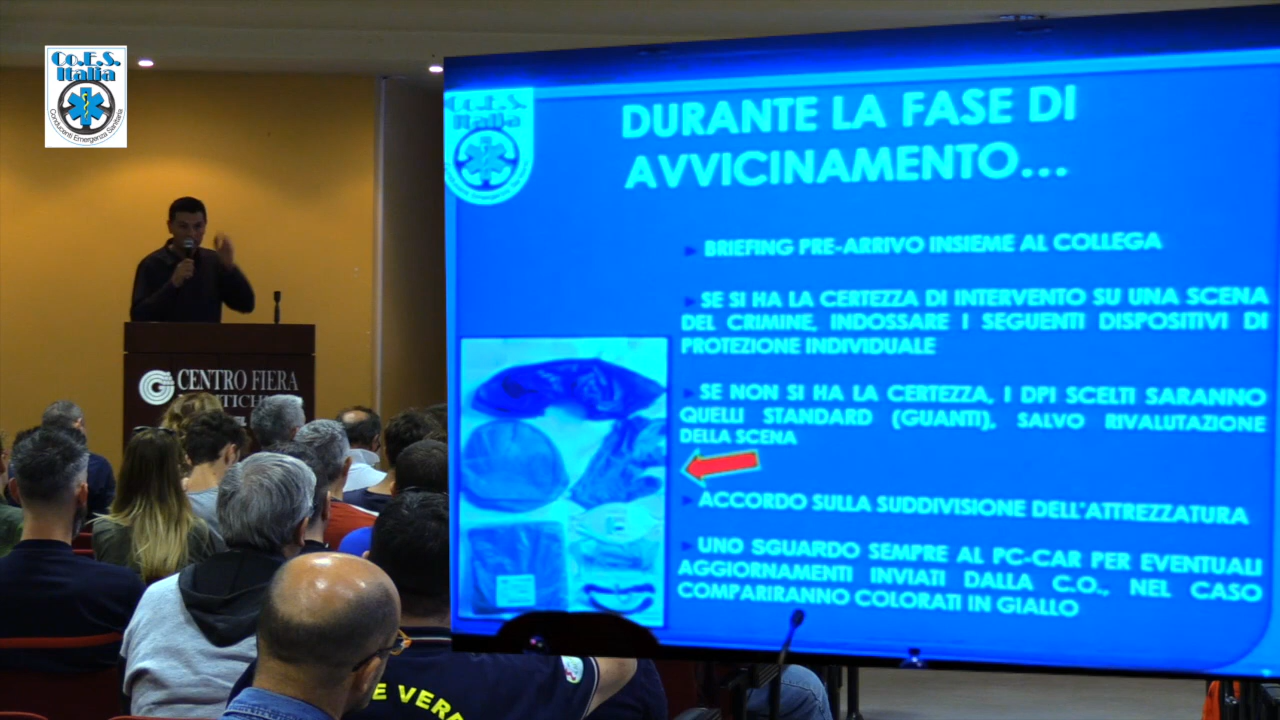 Co.E.S.
Italia
Conducenti Emergenza Sanitaria
Co.E.S.
Italia
DURANTE LA FASE DI
AVVICINAMENTO...
BRIEFING PRE-ARRIVO INSIEME AL COLLEGA
SE SI HA LA CERTEZZA DI INTERVENTO SU UNA SCENA
DEL CRIMINE, INDOSSARE I SEGUENTI DISPOSITIVI DI
PROTEZIONE INDIVIDUALE
SE NON SI HA LA CERTEZZA, I DPI SCELTI SARANNO
QUELLI STANDARD (GUANTI), SALVO RIVALUTAZIONE
DELLA SCENA
ACCORDO SULLA SUDDIVISIONE DELL'ATTREZZATURA
UNO SGUARDO SEMPRE AL PC-CAR PER EVENTUALI
AGGIORNAMENTI INVIATI DALLA C.O., NEL CASO
COMPARIRANNO COLORATI IN GIALLO
CENTRO FIERA
E VER